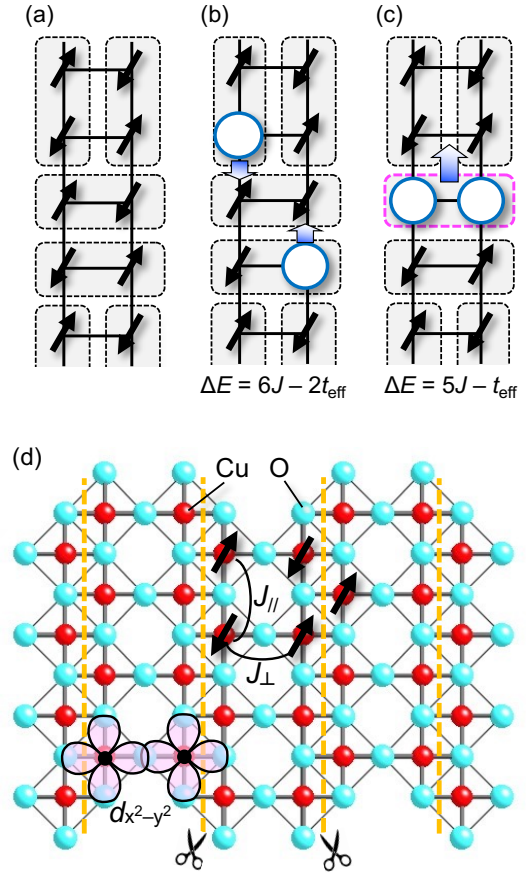 (a)
(b)
(c)
ΔE = 6J – 2t_eff
ΔE = 5J – t_eff
(d)
Cu
O
J_//
J_⊥
d_x²–y²